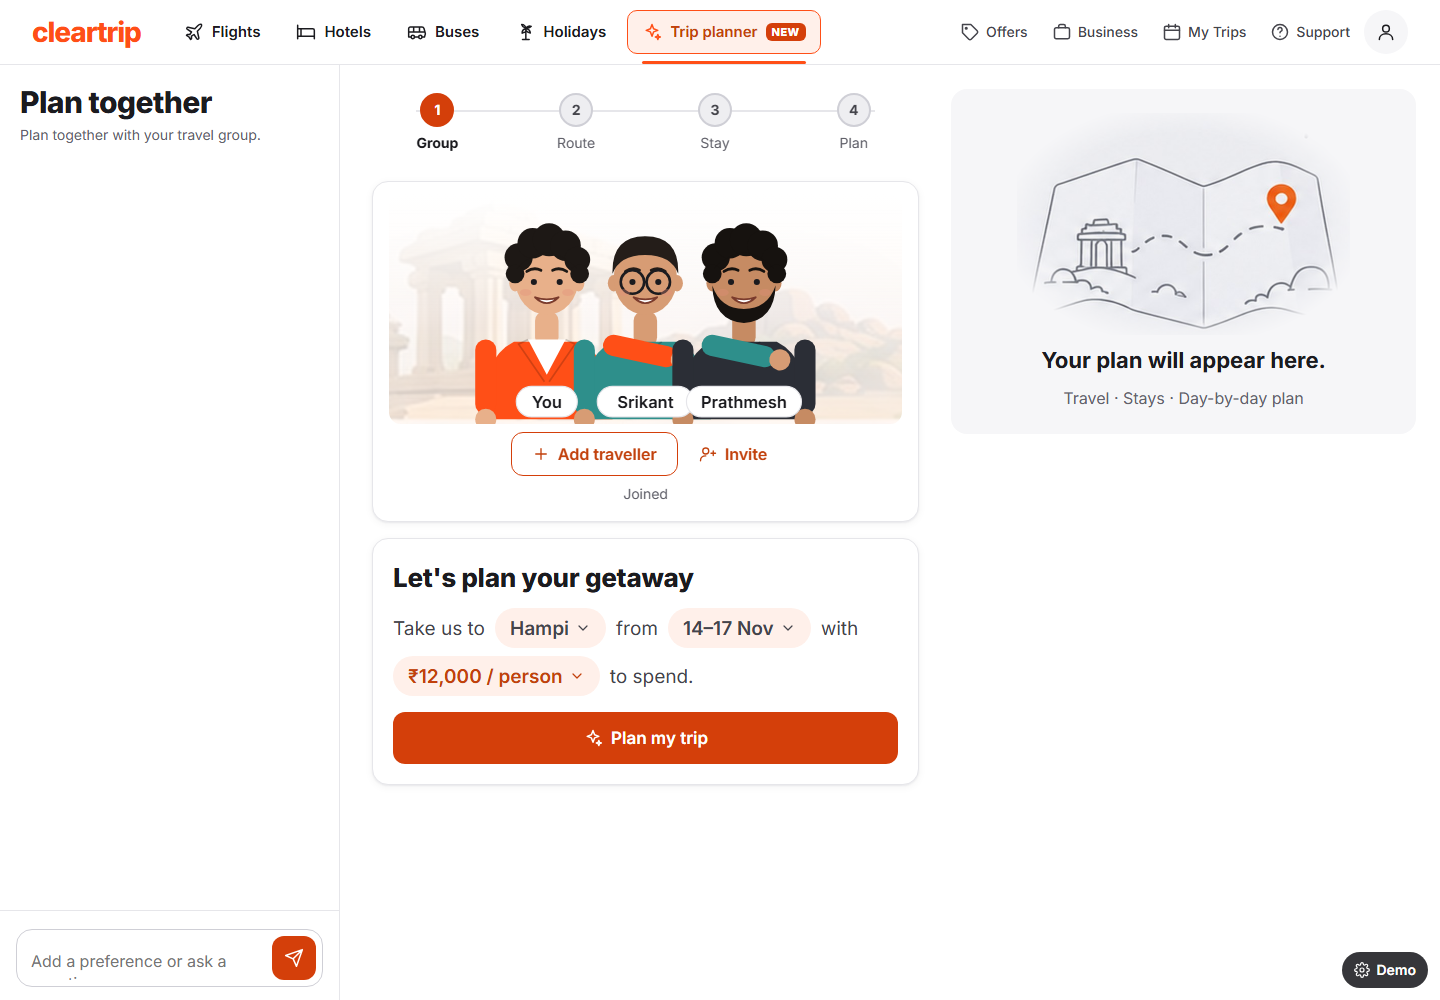 cleartrip
Flights
Hotels
Buses
Holidays
Trip planner NEW
Offers
Business
My Trips
Support
Plan together
Plan together with your travel group.
1
2
3
4
Group
Route
Stay
Plan
You
Srikant
Prathmesh
Add traveller
Invite
Joined
Let's plan your getaway
Take us to Hampi from 14–17 Nov with
₹12,000 / person to spend.
Plan my trip
Your plan will appear here.
Travel · Stays · Day-by-day plan
Add a preference or ask a
Demo